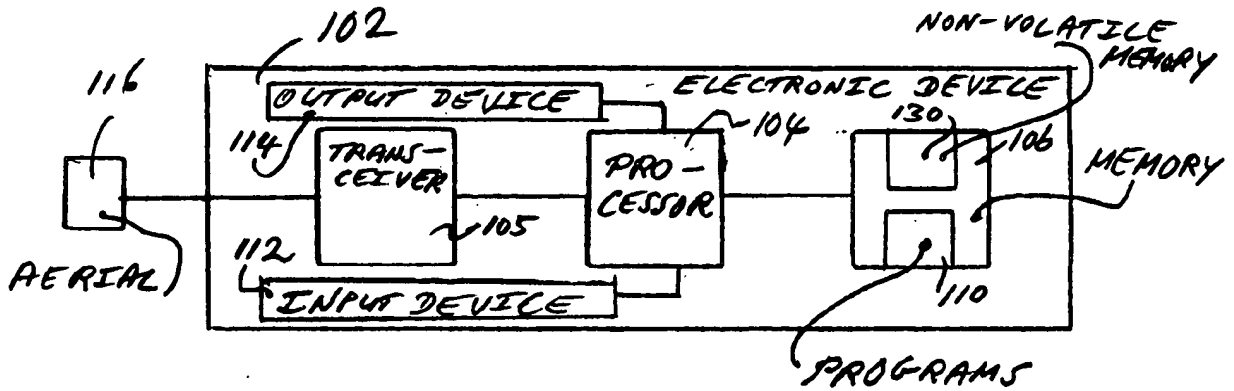 102
NON-VOLATILE
MEMORY
116
OUTPUT DEVICE
ELECTRONIC DEVICE
114
TRANS-
CEIVER
104
PRO-
CESSOR
130
106
MEMORY
105
112
AERIAL
INPUT DEVICE
110
PROGRAMS